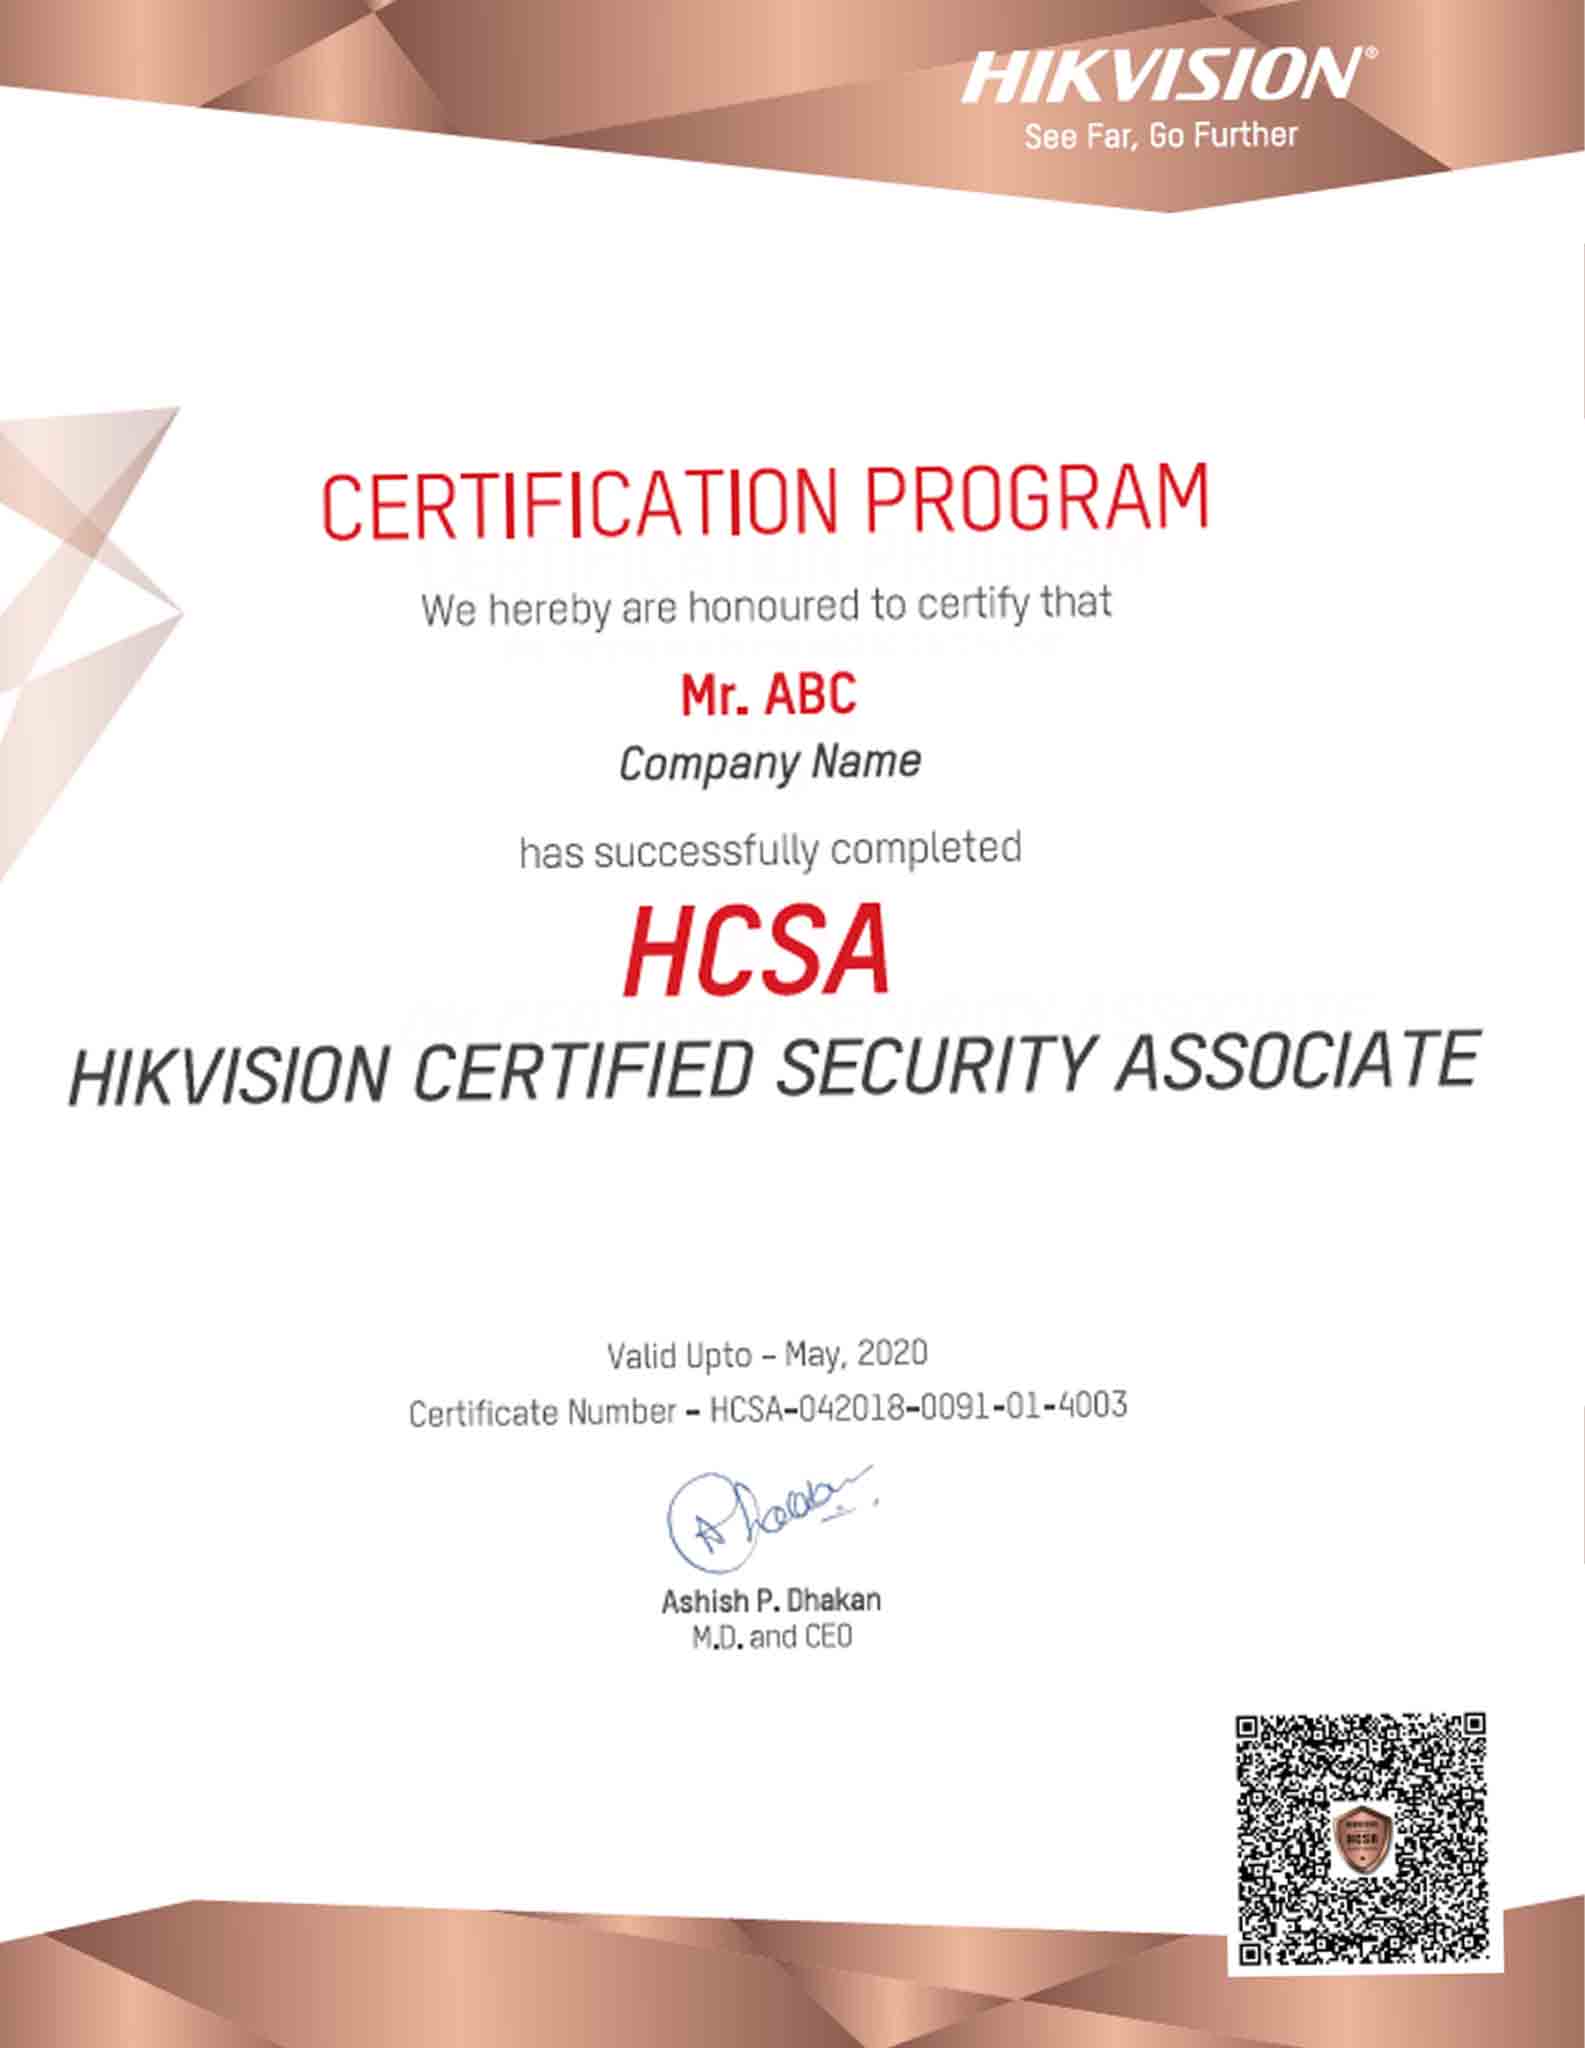 HIKVISION®
See Far, Go Further
CERTIFICATION PROGRAM
We hereby are honoured to certify that
Mr. ABC
Company Name
has successfully completed
HCSA
HIKVISION CERTIFIED SECURITY ASSOCIATE
Valid Upto - May, 2020
Certificate Number - HCSA-042018-0091-01-4003
Ashish P. Dhakan
M.D. and CEO
HCSA